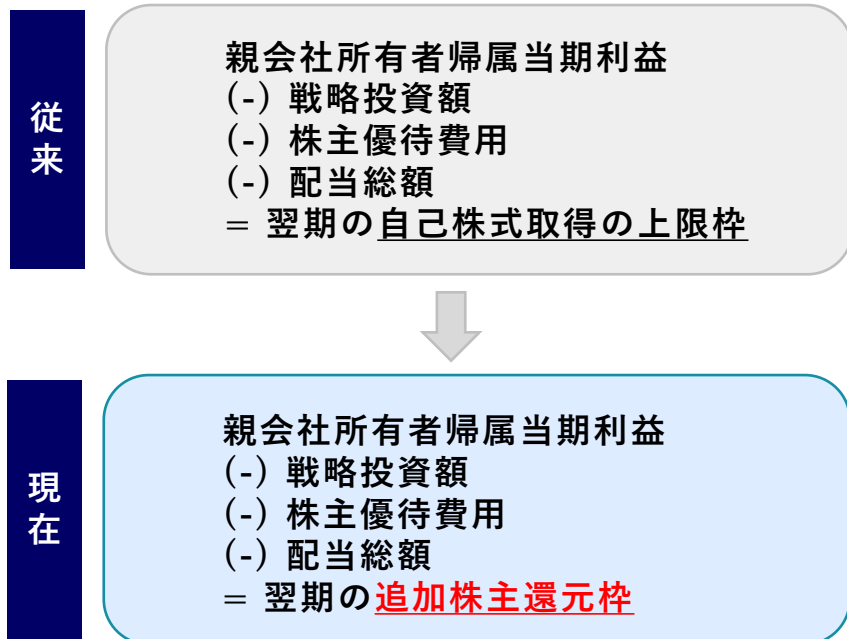 従来
親会社所有者帰属当期利益
(-) 戦略投資額
(-) 株主優待費用
(-) 配当総額
= 翌期の自己株式取得の上限枠
現在
親会社所有者帰属当期利益
(-) 戦略投資額
(-) 株主優待費用
(-) 配当総額
= 翌期の追加株主還元枠